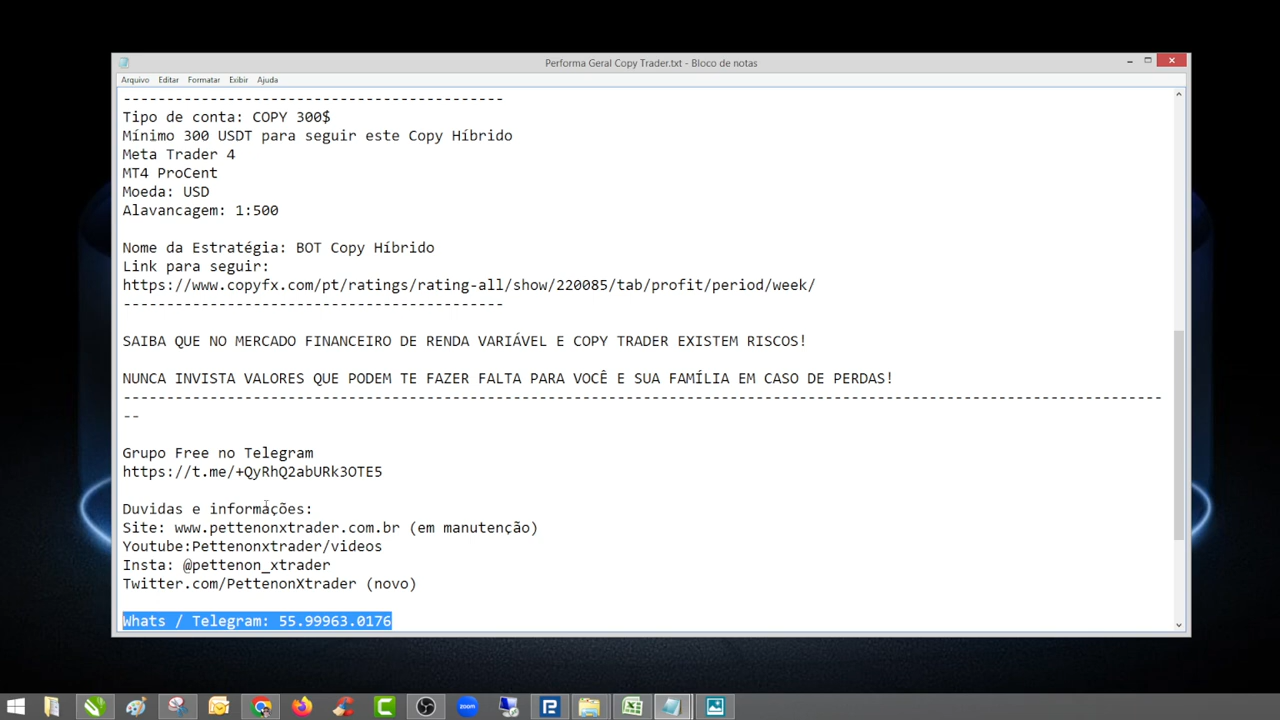 Performa Geral Copy Trader.txt - Bloco de notas
Arquivo Editar Formatar Exibir Ajuda
--------------------------------------------
Tipo de conta: COPY 300$
Mínimo 300 USDT para seguir este Copy Híbrido
Meta Trader 4
MT4 ProCent
Moeda: USD
Alavancagem: 1:500
Nome da Estratégia: BOT Copy Híbrido
Link para seguir:
https://www.copyfx.com/pt/ratings/rating-all/show/220085/tab/profit/period/week/
--------------------------------------------
SAIBA QUE NO MERCADO FINANCEIRO DE RENDA VARIÁVEL E COPY TRADER EXISTEM RISCOS!
NUNCA INVISTA VALORES QUE PODEM TE FAZER FALTA PARA VOCÊ E SUA FAMÍLIA EM CASO DE PERDAS!
------------------------------------------------------------------------------------------------------------------------
--
Grupo Free no Telegram
https://t.me/+QyRhQ2abURk3OTE5
Duvidas e informações:
Site: www.pettenonxtrader.com.br (em manutenção)
Youtube:Pettenonxtrader/videos
Insta: @pettenon_xtrader
Twitter.com/PettenonXtrader (novo)
Whats / Telegram: 55.99963.0176
zoom